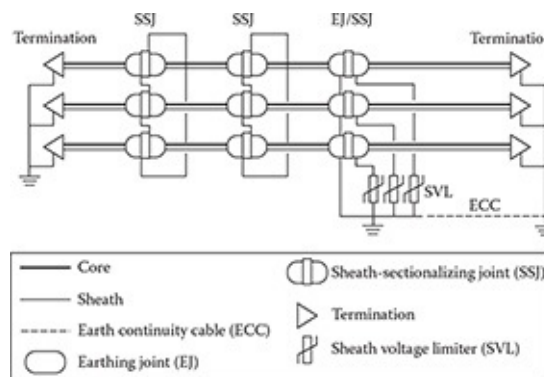 SSJ SSJ EJ/SSJ
Termination Terminatio
SVL
ECC
Core
Sheath
Earth continuity cable (ECC)
Earthing joint (EJ)
Sheath-sectionalizing joint (SSJ)
Termination
Sheath voltage limiter (SVL)